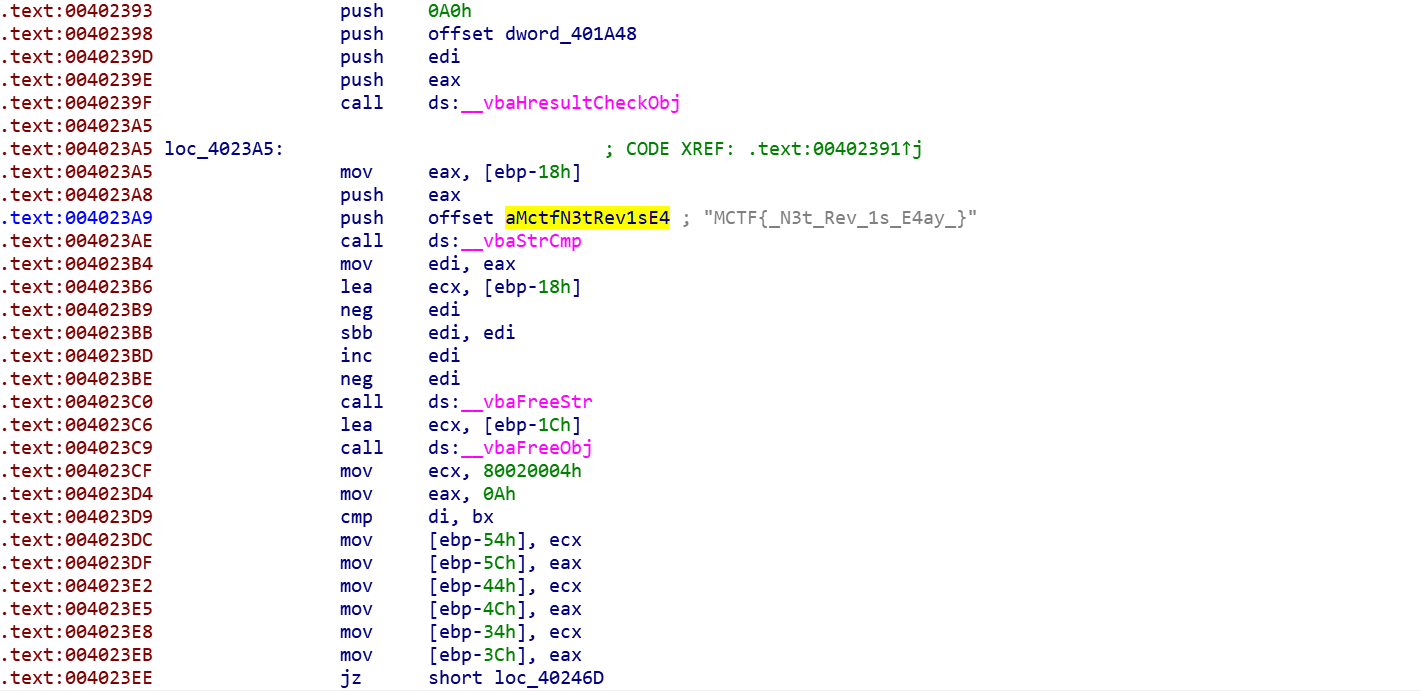 .text:00402393 push 0A0h
.text:00402398 push offset dword_401A48
.text:0040239D push edi
.text:0040239E push eax
.text:0040239F call ds:__vbaHresultCheckObj
.text:004023A5
.text:004023A5 loc_4023A5: ; CODE XREF: .text:00402391↑j
.text:004023A5 mov eax, [ebp-18h]
.text:004023A8 push eax
.text:004023A9 push offset aMctfN3tRev1sE4 ; "MCTF{_N3t_Rev_1s_E4ay_}"
.text:004023AE call ds:__vbaStrCmp
.text:004023B4 mov edi, eax
.text:004023B6 lea ecx, [ebp-18h]
.text:004023B9 neg edi
.text:004023BB sbb edi, edi
.text:004023BD inc edi
.text:004023BE neg edi
.text:004023C0 call ds:__vbaFreeStr
.text:004023C6 lea ecx, [ebp-1Ch]
.text:004023C9 call ds:__vbaFreeObj
.text:004023CF mov ecx, 80020004h
.text:004023D4 mov eax, 0Ah
.text:004023D9 cmp di, bx
.text:004023DC mov [ebp-54h], ecx
.text:004023DF mov [ebp-5Ch], eax
.text:004023E2 mov [ebp-44h], ecx
.text:004023E5 mov [ebp-4Ch], eax
.text:004023E8 mov [ebp-34h], ecx
.text:004023EB mov [ebp-3Ch], eax
.text:004023EE jz short loc_40246D